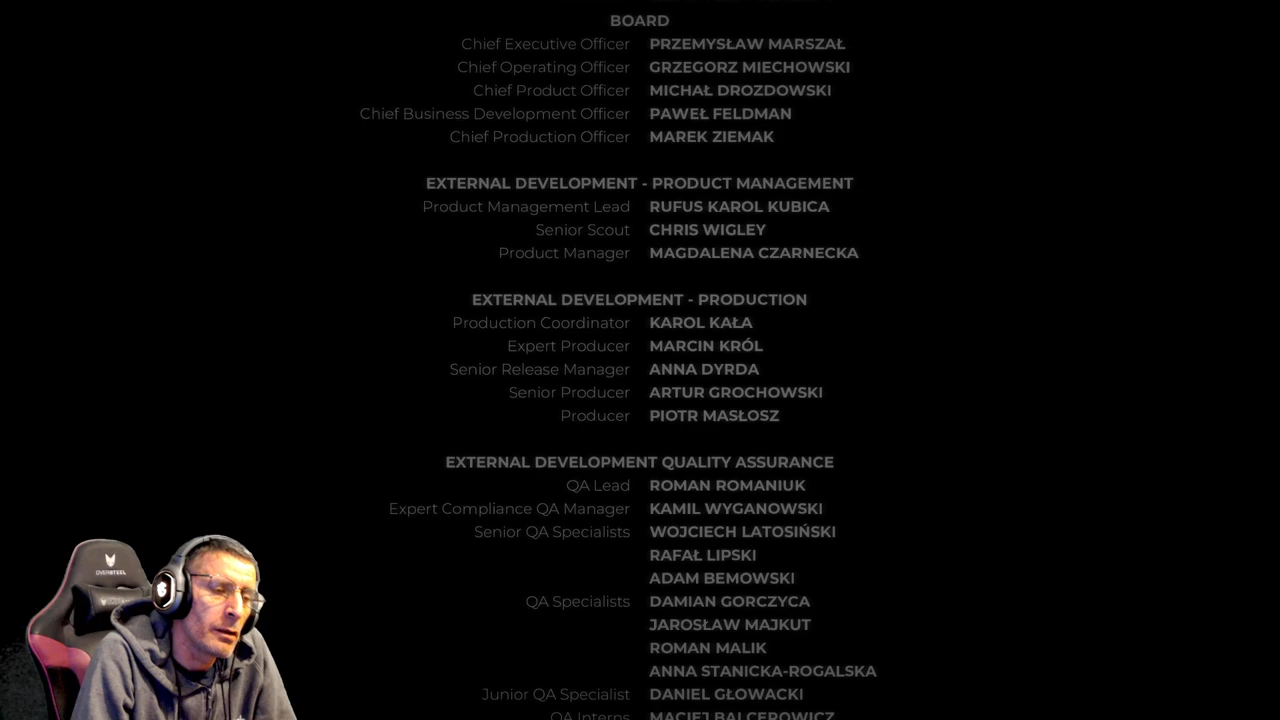 BOARD
Chief Executive Officer PRZEMYSŁAW MARSZAŁ
Chief Operating Officer GRZEGORZ MIECHOWSKI
Chief Product Officer MICHAŁ DROZDOWSKI
Chief Business Development Officer PAWEŁ FELDMAN
Chief Production Officer MAREK ZIEMAK
EXTERNAL DEVELOPMENT - PRODUCT MANAGEMENT
Product Management Lead RUFUS KAROL KUBICA
Senior Scout CHRIS WIGLEY
Product Manager MAGDALENA CZARNECKA
EXTERNAL DEVELOPMENT - PRODUCTION
Production Coordinator KAROL KAŁA
Expert Producer MARCIN KRÓL
Senior Release Manager ANNA DYRDA
Senior Producer ARTUR GROCHOWSKI
Producer PIOTR MASŁOSZ
EXTERNAL DEVELOPMENT QUALITY ASSURANCE
QA Lead ROMAN ROMANIUK
Expert Compliance QA Manager KAMIL WYGANOWSKI
Senior QA Specialists WOJCIECH LATOSIŃSKI
RAFAŁ LIPSKI
ADAM BEMOWSKI
QA Specialists DAMIAN GORCZYCA
JAROSŁAW MAJKUT
ROMAN MALIK
ANNA STANICKA-ROGALSKA
Junior QA Specialist DANIEL GŁOWACKI
QA Interns MACIEJ BALCEROWICZ
OVERSTEEL